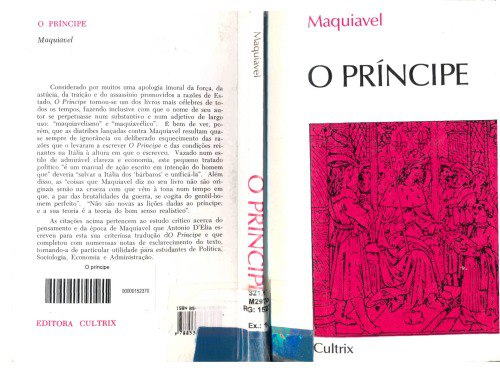 O PRÍNCIPE
Maquiavel
Considerado por muitos uma apologia imoral da força, da
astúcia, da traição e do assassínio promovidos a razões de Es-
tado, O Príncipe tornou-se um dos livros mais célebres de to-
dos os tempos, fazendo inclusive com que o nome de seu autor
se perpetuasse num substantivo e num adjetivo de largo
uso: "maquiavelismo" e "maquiavélico". E bem de ver, po-
rém, que as diatribes lançadas contra Maquiavel resultam qua-
se sempre de ignorância ou deliberado esquecimento das razões
que o levaram a escrever O Príncipe e das condições rei-
nantes na Itália à altura em que o escreveu. Vazado num es-
tilo de admirável clareza e economia, este pequeno tratado
político "é um manual de ação escrito em intenção do homem
que" deveria "salvar a Itália dos 'bárbaros' e unificá-la". Além
disso, as "coisas que Maquiavel diz no seu livro não são ori-
ginais senão na crueza com que vêm à tona num tempo em
que, a par das brutalidades da guerra, se cogita do gentil-ho-
mem perfeito". "Não são novas as lições dadas ao príncipe,
e a sua teoria é a teoria do bom senso realístico".
As citações acima pertencem ao estudo crítico acerca do
pensamento e da época de Maquiavel que Antonio D'Elia es-
creveu para esta sua criteriosa tradução dO Príncipe e que
completou com numerosas notas de esclarecimento do texto,
tornando-a de particular utilidade para estudantes de Política,
Sociologia, Economia e Administração.
O príncipe
00000152370
EDITORA CULTRIX
Maquiavel
O PRÍNCIPE
Ex.:
Maquiavel
O PRÍNCIPE
Cultrix